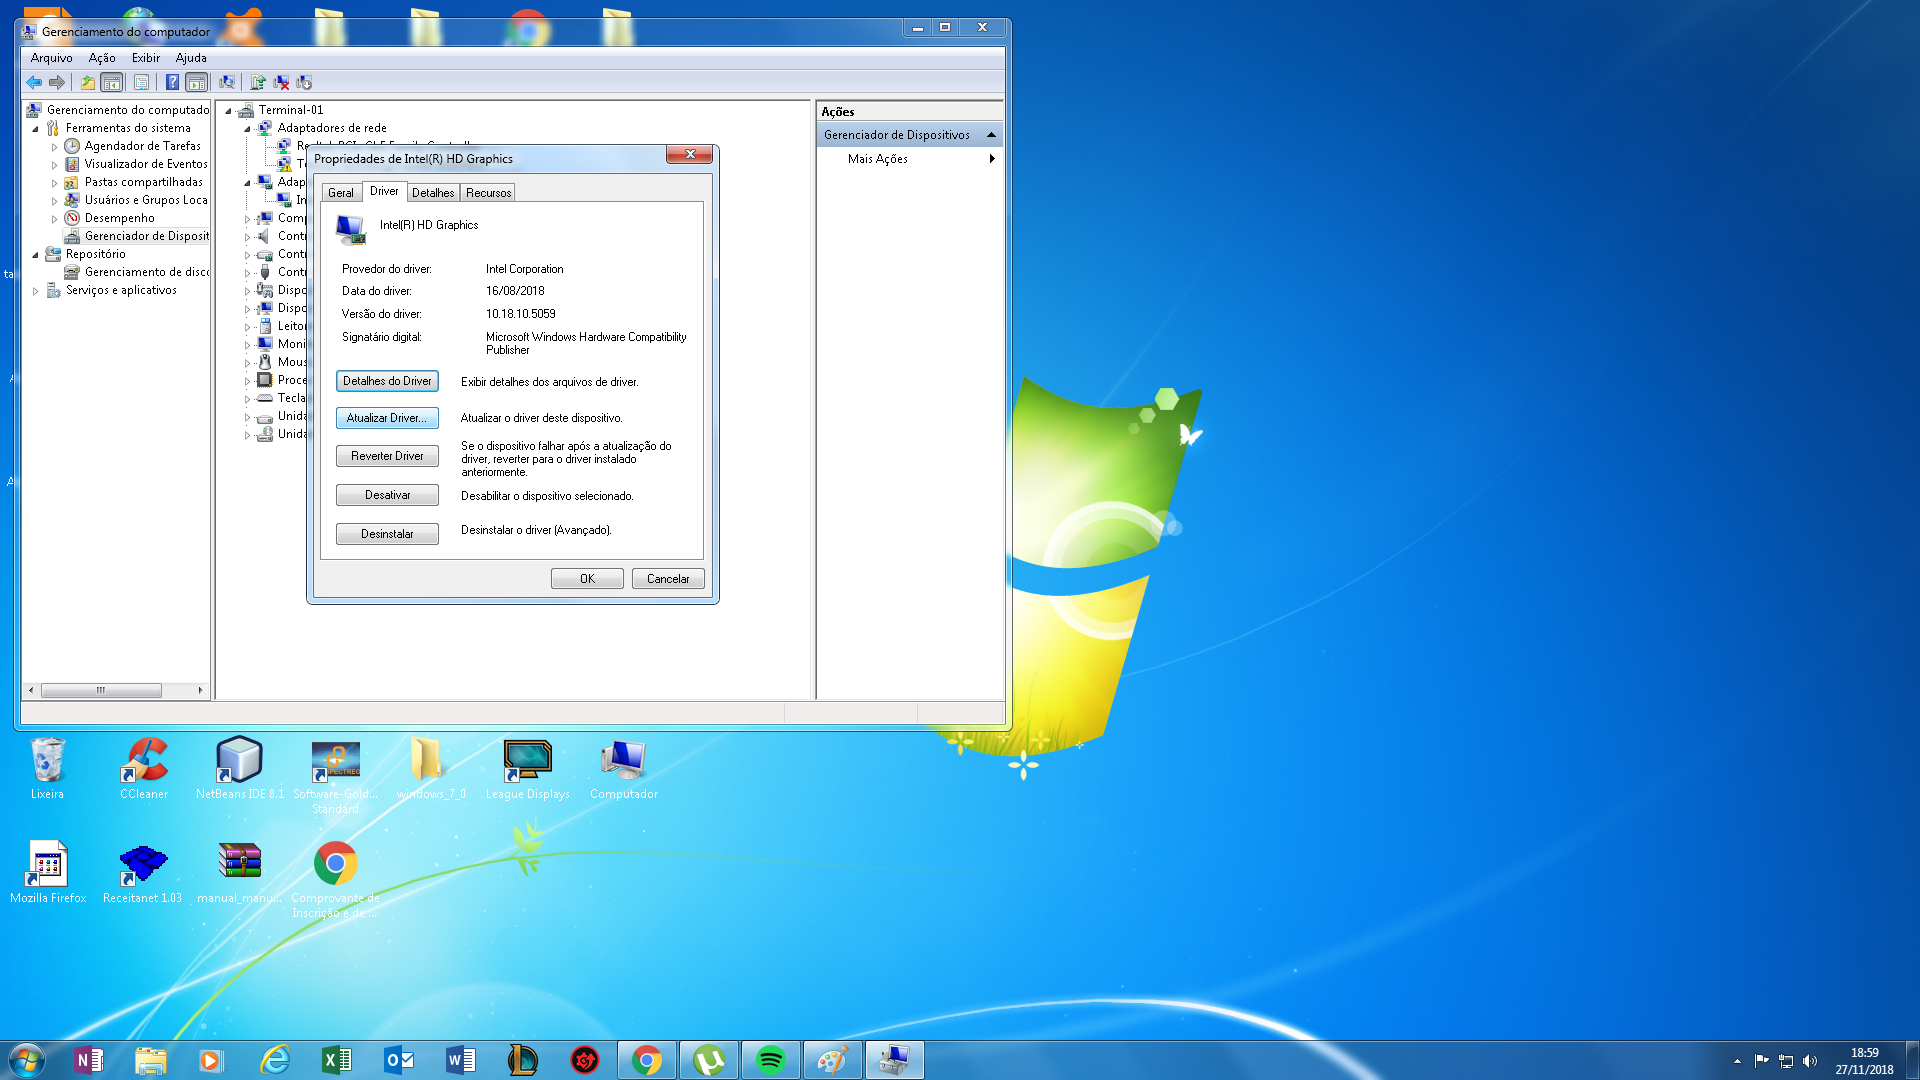 Gerenciamento do computador
Arquivo Ação Exibir Ajuda
Gerenciamento do computado
Ferramentas do sistema
Agendador de Tarefas
Visualizador de Eventos
Pastas compartilhadas
Usuários e Grupos Loca
Desempenho
Gerenciador de Disposit
Repositório
Gerenciamento de disco
Serviços e aplicativos
Terminal-01
Adaptadores de rede
Adap
In
Comp
Contr
Contr
Contr
Dispo
Dispo
Leitor
Moni
Mous
Proce
Tecla
Unida
Unida
Ações
Gerenciador de Dispositivos
Mais Ações
Propriedades de Intel(R) HD Graphics
Geral Driver Detalhes Recursos
Intel(R) HD Graphics
Provedor do driver: Intel Corporation
Data do driver: 16/08/2018
Versão do driver: 10.18.10.5059
Signatário digital: Microsoft Windows Hardware Compatibility
Publisher
Detalhes do Driver Exibir detalhes dos arquivos de driver.
Atualizar Driver... Atualizar o driver deste dispositivo.
Reverter Driver Se o dispositivo falhar após a atualização do
driver, reverter para o driver instalado
anteriormente.
Desativar Desabilitar o dispositivo selecionado.
Desinstalar Desinstalar o driver (Avançado).
OK Cancelar
Lixeira
CCleaner
NetBeans IDE 8.1
Software-Gold...
Standard
windows_7_0
League Displays
Computador
Mozilla Firefox
Receitanet 1.03
manual_manu...
Comprovante de
Inscrição e de ...
18:59
27/11/2018